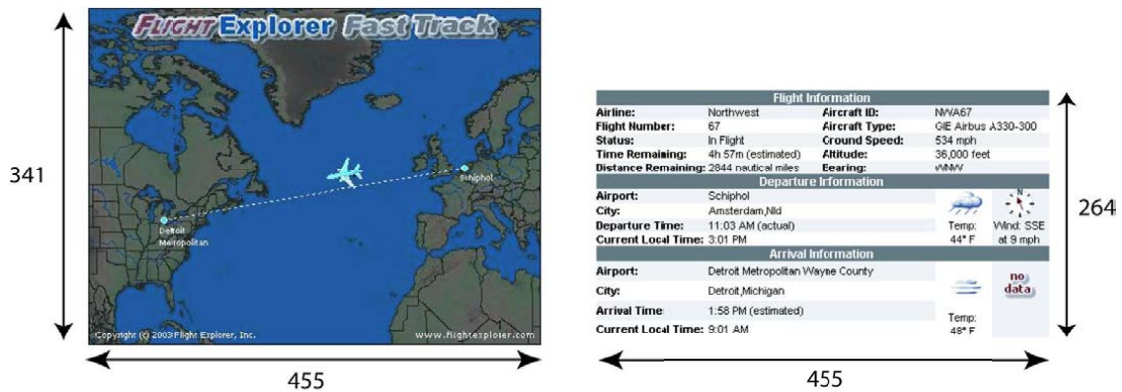 FLIGHT Explorer FAST TRACK
341
Schiphol
Detroit
Metropolitan
Copyright (c) 2003 Flight Explorer, Inc. www.flightexplorer.com
455
Flight Information
Airline: Northwest Aircraft ID: NWA67
Flight Number: 67 Aircraft Type: GIE Airbus A330-300
Status: In Flight Ground Speed: 534 mph
Time Remaining: 4h 57m (estimated) Altitude: 36,000 feet
Distance Remaining: 2844 nautical miles Bearing: WNW
Departure Information
Airport: Schiphol
City: Amsterdam,Nld
Departure Time: 11:03 AM (actual)
Current Local Time: 3:01 PM
N
Temp: Wind: SSE
44° F at 9 mph
Arrival Information
Airport: Detroit Metropolitan Wayne County
City: Detroit,Michigan
Arrival Time: 1:58 PM (estimated)
Current Local Time: 9:01 AM
no
data
Temp:
48° F
264
455